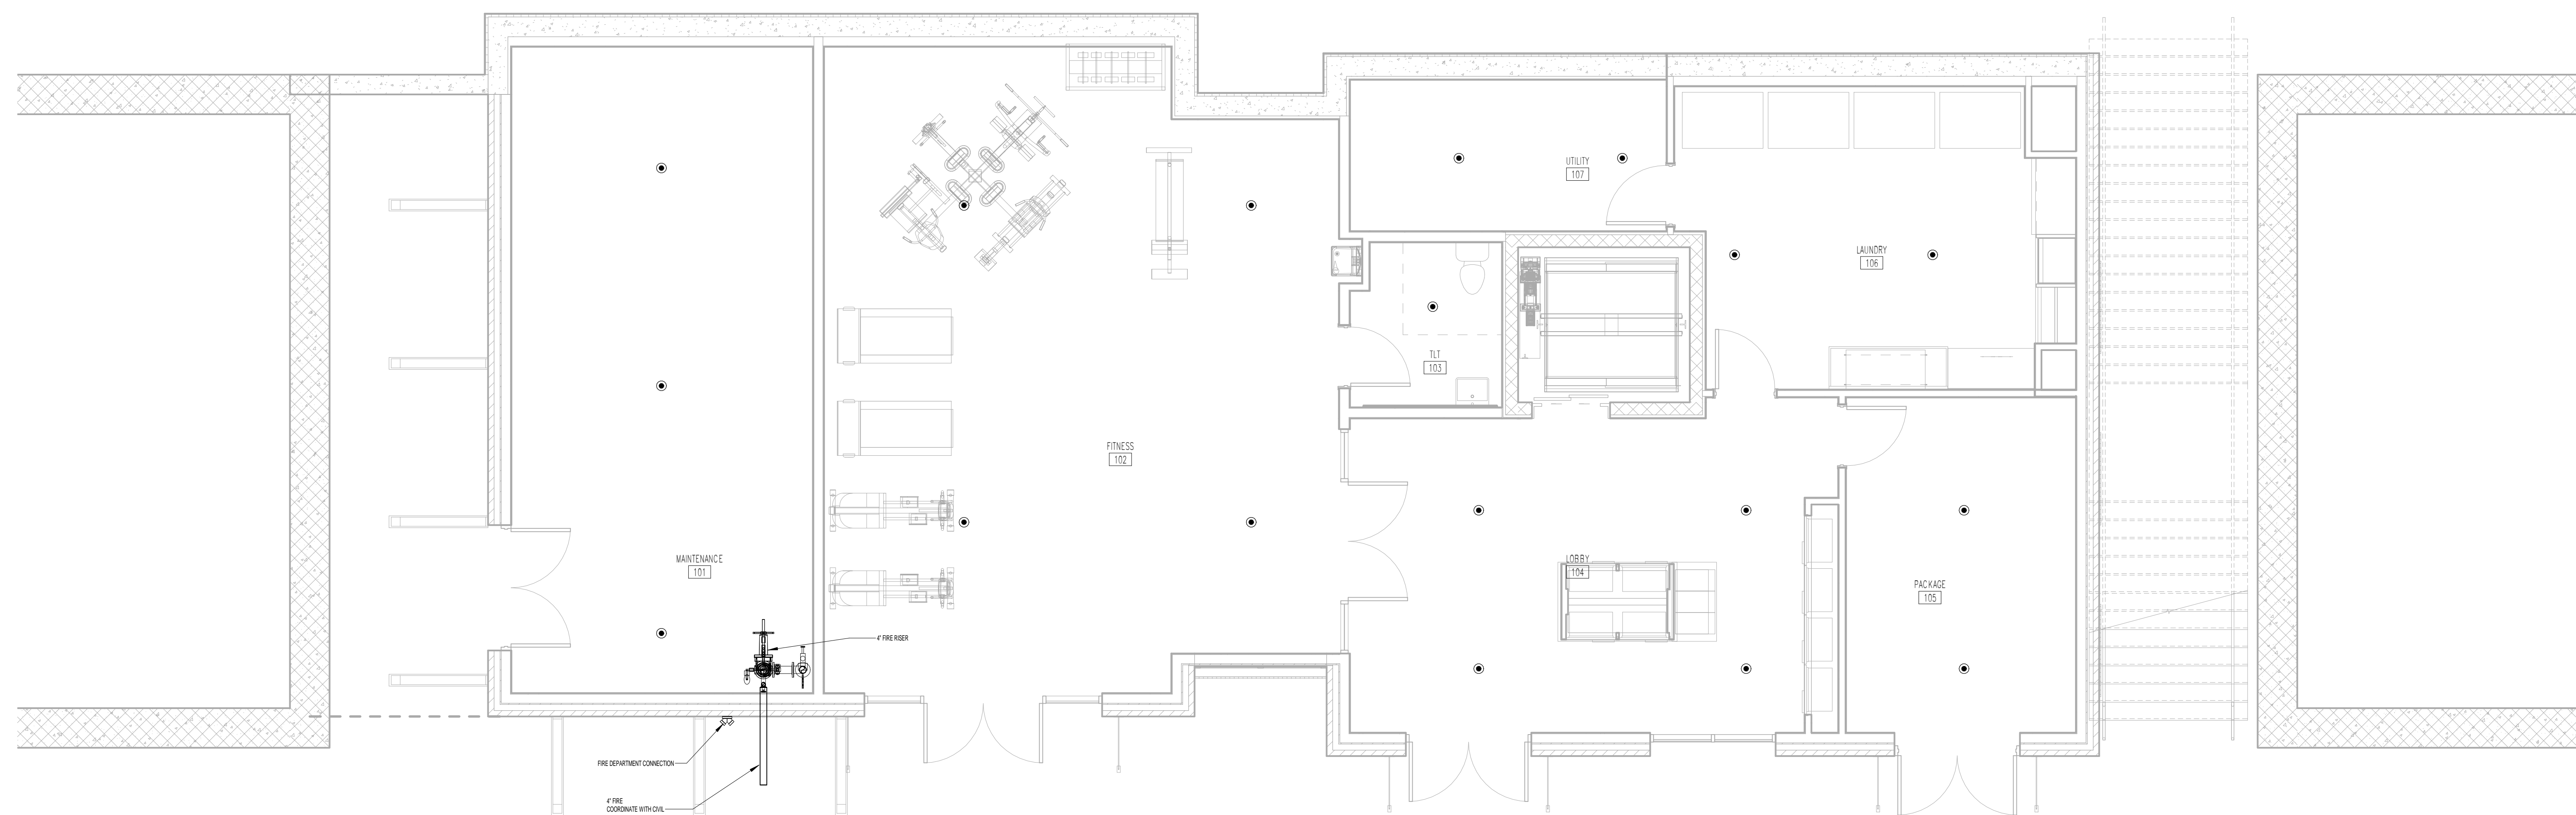 UTILITY
107
LAUNDRY
106
TLT
103
FITNESS
102
MAINTENANCE
101
LOBBY
104
PACKAGE
105
4" FIRE RISER
FIRE DEPARTMENT CONNECTION
4" FIRE
COORDINATE WITH CIVIL